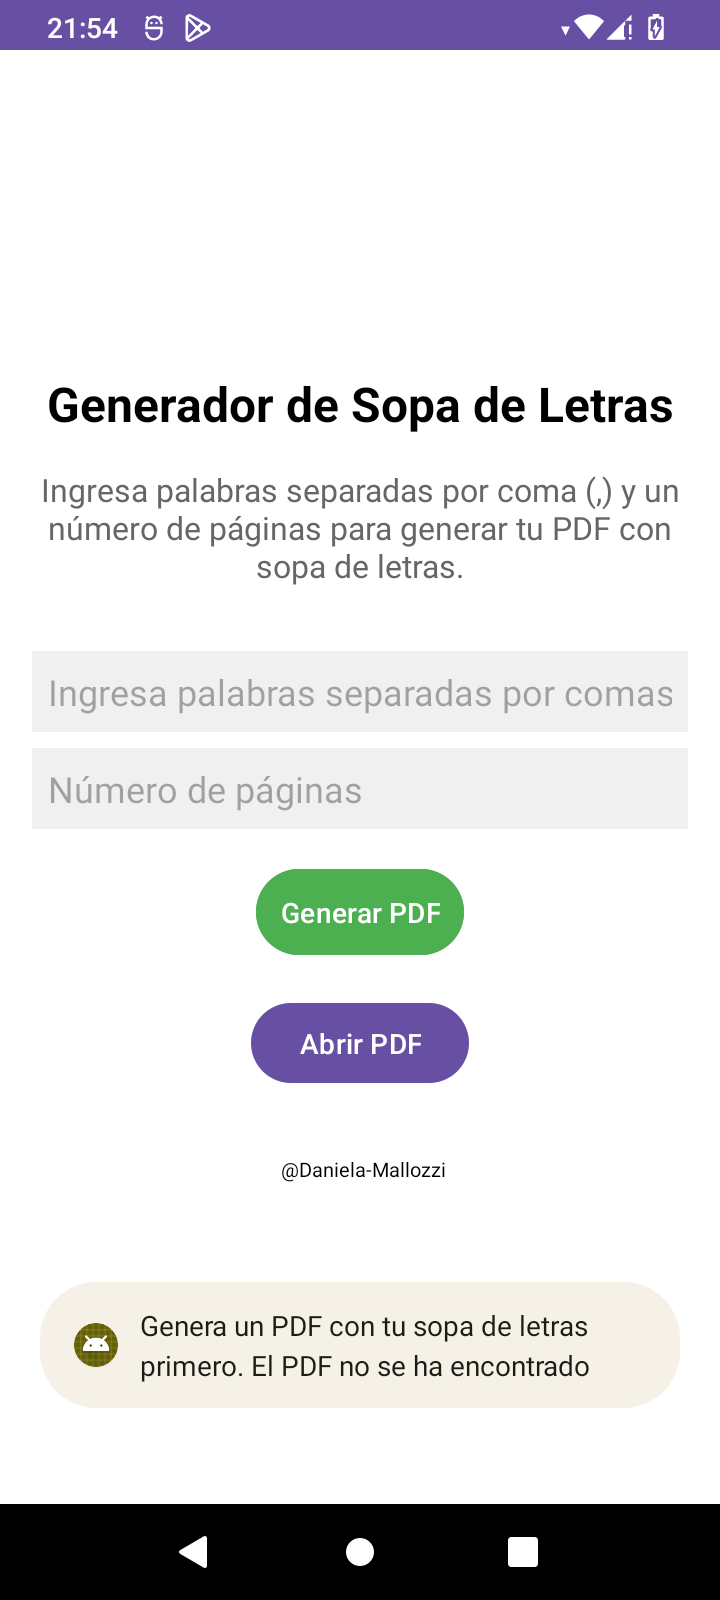 21:54
Generador de Sopa de Letras
Ingresa palabras separadas por coma (,) y un
número de páginas para generar tu PDF con
sopa de letras.
Ingresa palabras separadas por comas
Número de páginas
Generar PDF
Abrir PDF
@Daniela-Mallozzi
Genera un PDF con tu sopa de letras
primero. El PDF no se ha encontrado